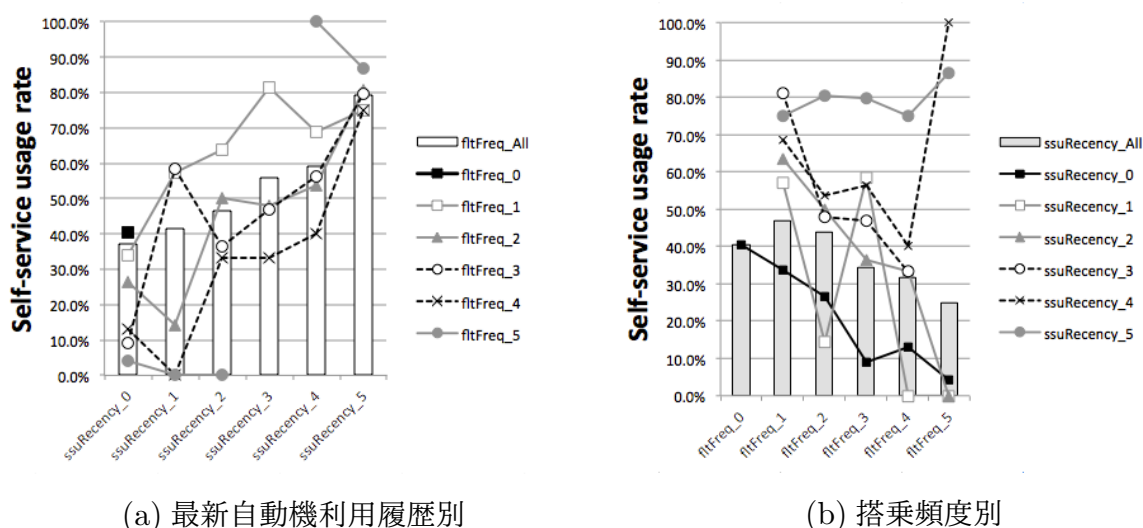 100.0%
90.0%
80.0%
70.0%
60.0%
50.0%
40.0%
30.0%
20.0%
10.0%
0.0%
Self-service usage rate
ssuRecency_0
ssuRecency_1
ssuRecency_2
ssuRecency_3
ssuRecency_4
ssuRecency_5
fltFreq_All
fltFreq_0
fltFreq_1
fltFreq_2
fltFreq_3
fltFreq_4
fltFreq_5
(a) 最新自動機利用履歴別
100.0%
90.0%
80.0%
70.0%
60.0%
50.0%
40.0%
30.0%
20.0%
10.0%
0.0%
Self-service usage rate
fltFreq_0
fltFreq_1
fltFreq_2
fltFreq_3
fltFreq_4
fltFreq_5
ssuRecency_All
ssuRecency_0
ssuRecency_1
ssuRecency_2
ssuRecency_3
ssuRecency_4
ssuRecency_5
(b) 搭乗頻度別